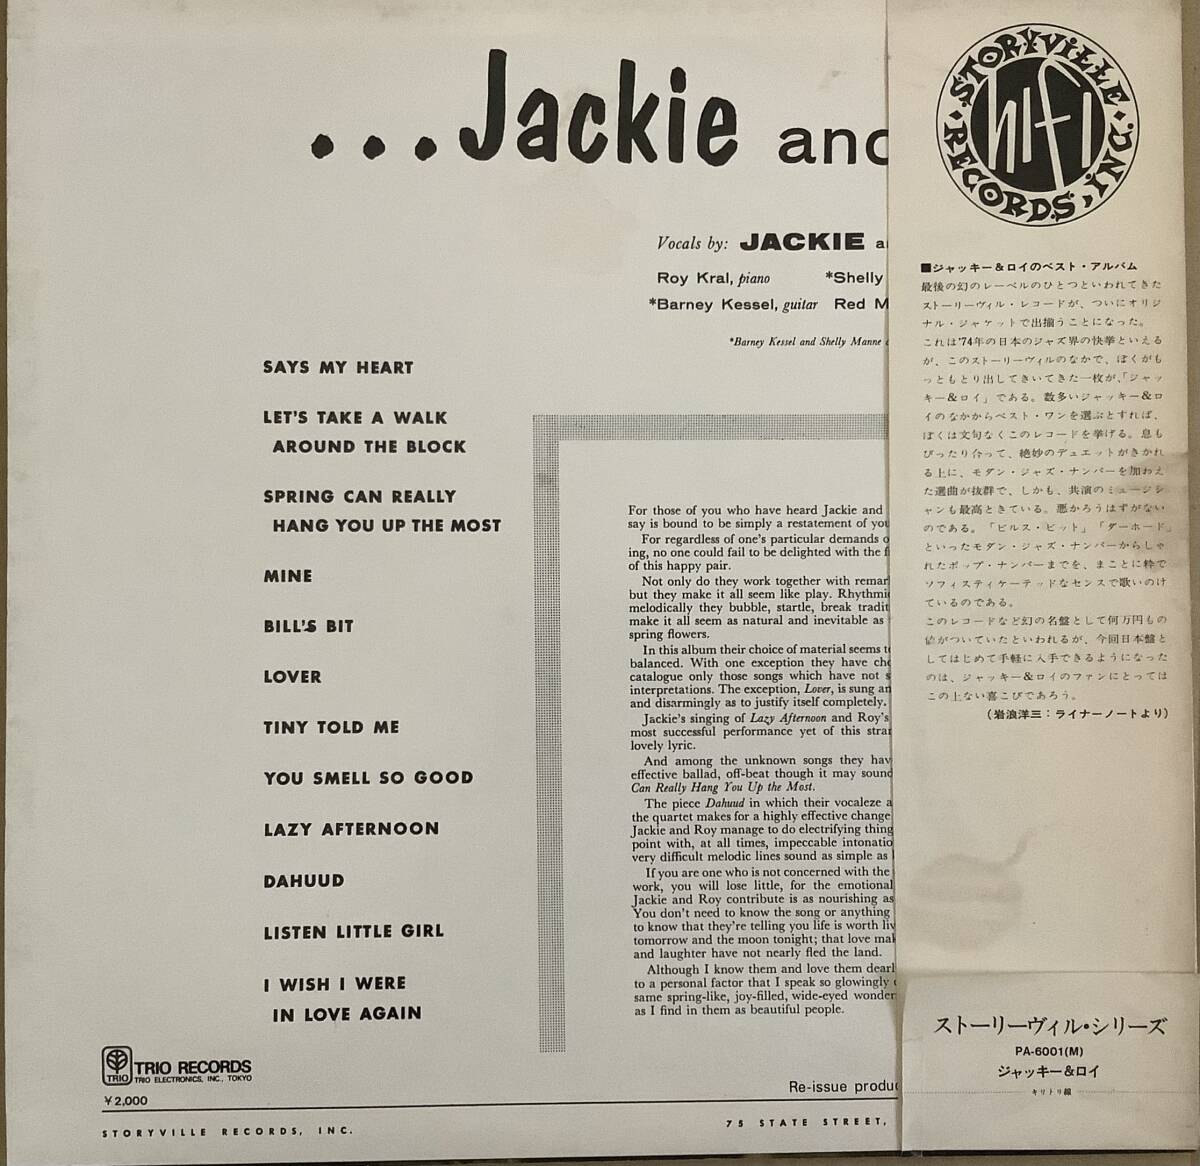 ...Jackie and
Vocals by: JACKIE
Roy Kral, piano *Shelly
*Barney Kessel, guitar Red M
*Barney Kessel and Shelly Manne
SAYS MY HEART
LET'S TAKE A WALK
AROUND THE BLOCK
SPRING CAN REALLY
HANG YOU UP THE MOST
MINE
BILL'S BIT
LOVER
TINY TOLD ME
YOU SMELL SO GOOD
LAZY AFTERNOON
DAHUUD
LISTEN LITTLE GIRL
I WISH I WERE
IN LOVE AGAIN
For those of you who have heard Jackie and
say is bound to be simply a restatement of you
For regardless of one's particular demands
ing, no one could fail to be delighted with the
of this happy pair.
Not only do they work together with remar
but they make it all seem like play. Rhythmi
melodically they bubble, startle, break tradit
make it all seem as natural and inevitable as
spring flowers.
In this album their choice of material seems t
balanced. With one exception they have ch
catalogue only those songs which have not s
interpretations. The exception, Lover, is sung an
and disarmingly as to justify itself completely.
Jackie's singing of Lazy Afternoon and Roy's
most successful performance yet of this stran
lovely lyric.
And among the unknown songs they hav
effective ballad, off-beat though it may sound
Can Really Hang You Up the Most.
The piece Dahuud in which their vocaleze a
the quartet makes for a highly effective change
Jackie and Roy manage to do electrifying thing
point with, at all times, impeccable intonatio
very difficult melodic lines sound as simple as
If you are one who is not concerned with the
work, you will lose little, for the emotional
Jackie and Roy contribute is as nourishing as
You don't need to know the song or anything
to know that they're telling you life is worth liv
tomorrow and the moon tonight; that love mak
and laughter have not nearly fled the land.
Although I know them and love them dearl
to a personal factor that I speak so glowingly
same spring-like, joy-filled, wide-eyed wonder
as I find in them as beautiful people.
TRIO
TRIO RECORDS
TRIO ELECTRONICS, INC., TOKYO
¥2,000
Re-issue produc
STORYVILLE RECORDS, INC.
75 STATE STREET,
STORYVILLE RECORDS, INC.
hifi
■ジャッキー&ロイのベスト・アルバム
最後の幻のレーベルのひとつといわれてきた
ストーリーヴィル・レコードが、ついにオリジ
ナル・ジャケットで出揃うことになった。
これは'74年の日本のジャズ界の快挙といえる
が、このストーリーヴィルのなかで、ぼくがも
っともとり出してきいてきた一枚が、「ジャッ
キー&ロイ」である。数多いジャッキー&ロ
イのなかからベスト・ワンを選ぶとすれば、
ぼくは文句なくこのレコードを挙げる。息も
ぴったり合って、絶妙のデュエットがきかれ
る上に、モダン・ジャズ・ナンバーを加わえ
た選曲が抜群で、しかも、共演のミュージシ
ャンも最高ときている。悪かろうはずがない
のである。「ビルス・ビット」「ダーホード」
といったモダン・ジャズ・ナンバーからしゃ
れたポップ・ナンバーまでを、まことに粋で
ソフィスティケーテッドなセンスで歌いのけ
ているのである。
このレコードなど幻の名盤として何万円もの
値がついていたといわれるが、今回日本盤と
してはじめて手軽に入手できるようになった
のは、ジャッキー&ロイのファンにとっては
この上ない喜こびであろう。
(岩浪洋三:ライナーノートより)
ストーリーヴィル・シリーズ
PA-6001(M)
ジャッキー&ロイ
キリトリ線